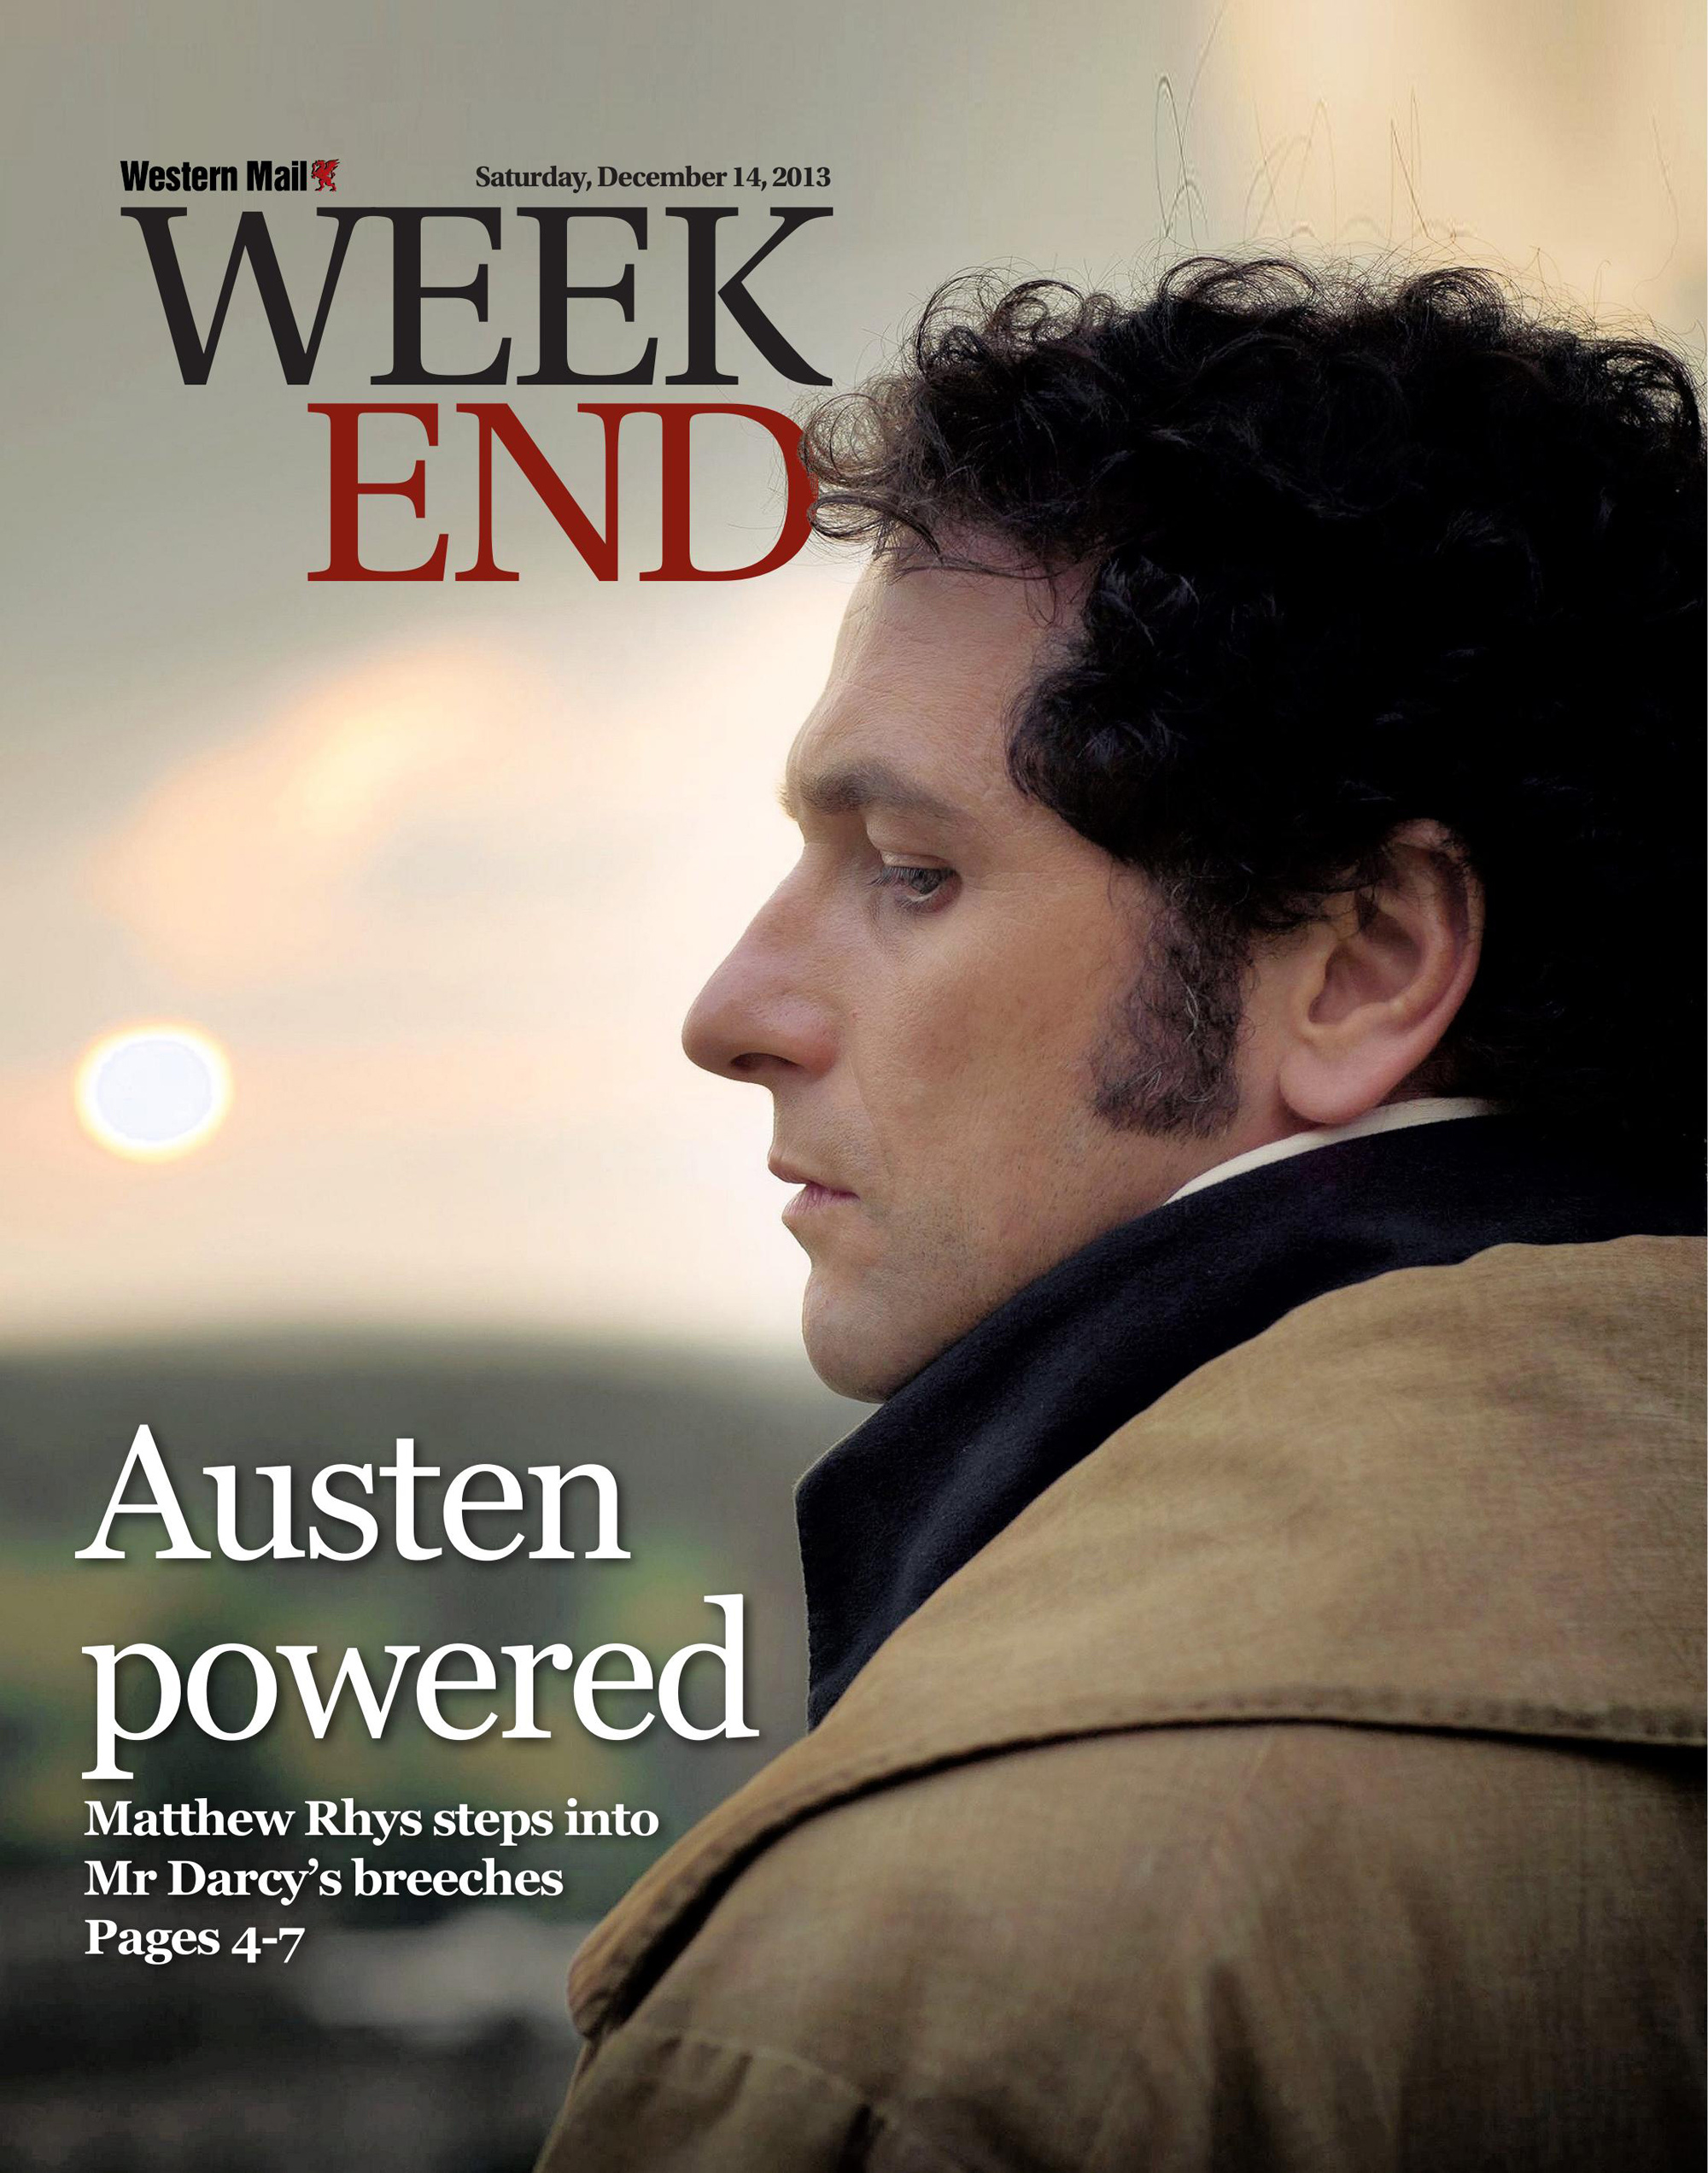 Western Mail
Saturday, December 14, 2013
WEEK
END
Austen
powered
Matthew Rhys steps into
Mr Darcy’s breeches
Pages 4-7